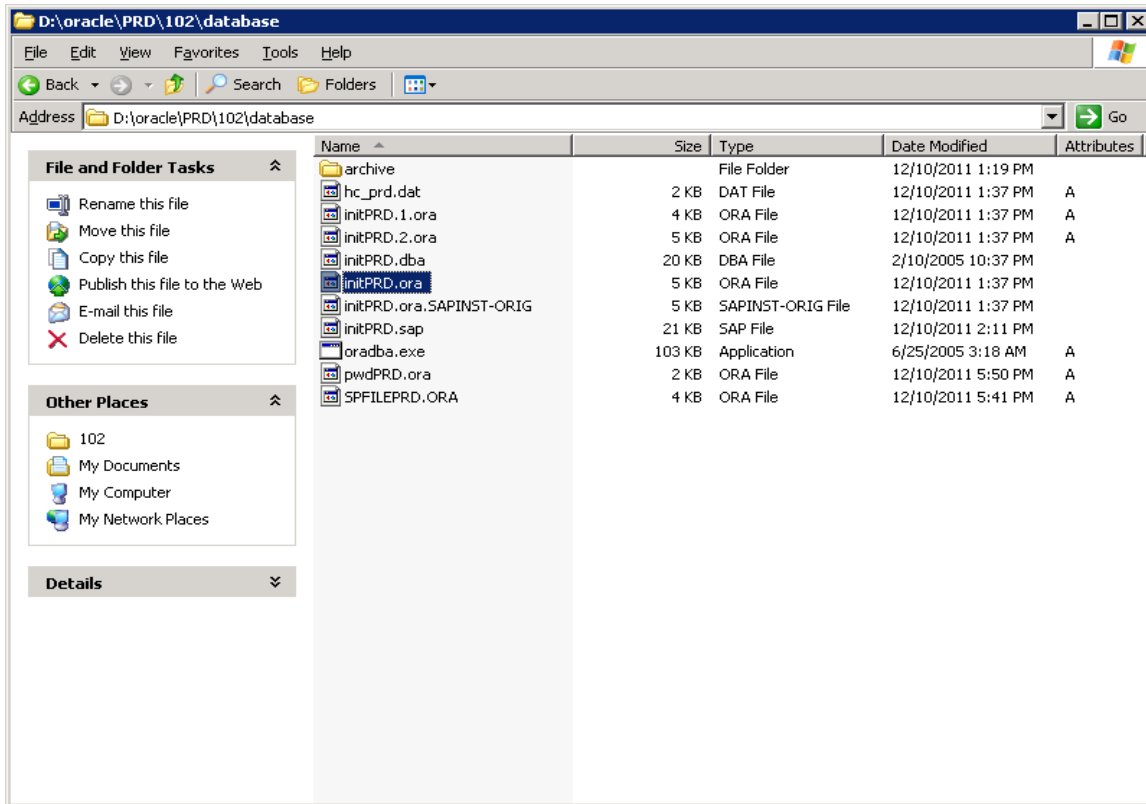 D:\oracle\PRD\102\database
File Edit View Favorites Tools Help
Back Search Folders
Address D:\oracle\PRD\102\database Go
File and Folder Tasks
Rename this file
Move this file
Copy this file
Publish this file to the Web
E-mail this file
Delete this file
Other Places
102
My Documents
My Computer
My Network Places
Details
Name Size Type Date Modified Attributes
archive File Folder 12/10/2011 1:19 PM
hc_prd.dat 2 KB DAT File 12/10/2011 1:37 PM A
initPRD.1.ora 4 KB ORA File 12/10/2011 1:37 PM A
initPRD.2.ora 5 KB ORA File 12/10/2011 1:37 PM A
initPRD.dba 20 KB DBA File 2/10/2005 10:37 PM
initPRD.ora 5 KB ORA File 12/10/2011 1:37 PM
initPRD.ora.SAPINST-ORIG 5 KB SAPINST-ORIG File 12/10/2011 1:37 PM
initPRD.sap 21 KB SAP File 12/10/2011 2:11 PM
oradba.exe 103 KB Application 6/25/2005 3:18 AM A
pwdPRD.ora 2 KB ORA File 12/10/2011 5:50 PM A
SPFILEPRD.ORA 4 KB ORA File 12/10/2011 5:41 PM A